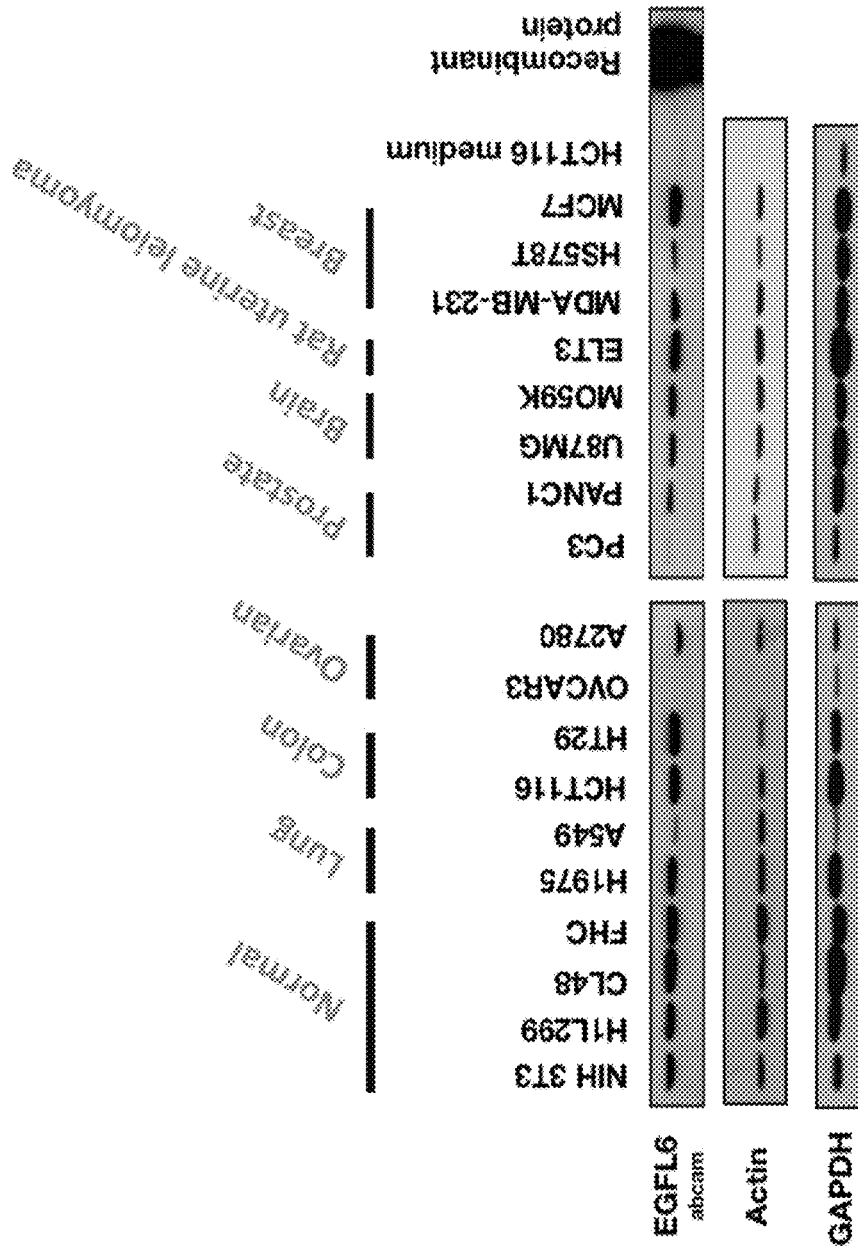 Normal
Lung
Colon
Ovarian
Prostate
Brain
Rat uterine leiomyoma
Breast
NIH 3T3
H1L299
CL48
FHC
H1975
A549
HCT116
HT29
OVCAR3
A2780
PC3
PANC1
U87MG
MO59K
ELT3
MDA-MB-231
HS578T
MCF7
HCT116 medium
Recombinant
protein
EGFL6
abcam
Actin
GAPDH